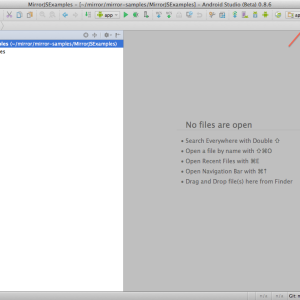 MirrorJSExamples - [~/mirror/mirror-samples/MirrorJSExamples] - Android Studio (Beta) 0.8.6
app
ap
ples (~/mirror/mirror-samples/MirrorJSExamples)
es
No files are open
• Search Everywhere with Double ⇧
• Open a file by name with ⇧⌘O
• Open Recent Files with ⌘E
• Open Navigation Bar with ⌘↑
• Drag and Drop file(s) here from Finder
n/a n/a Git: m